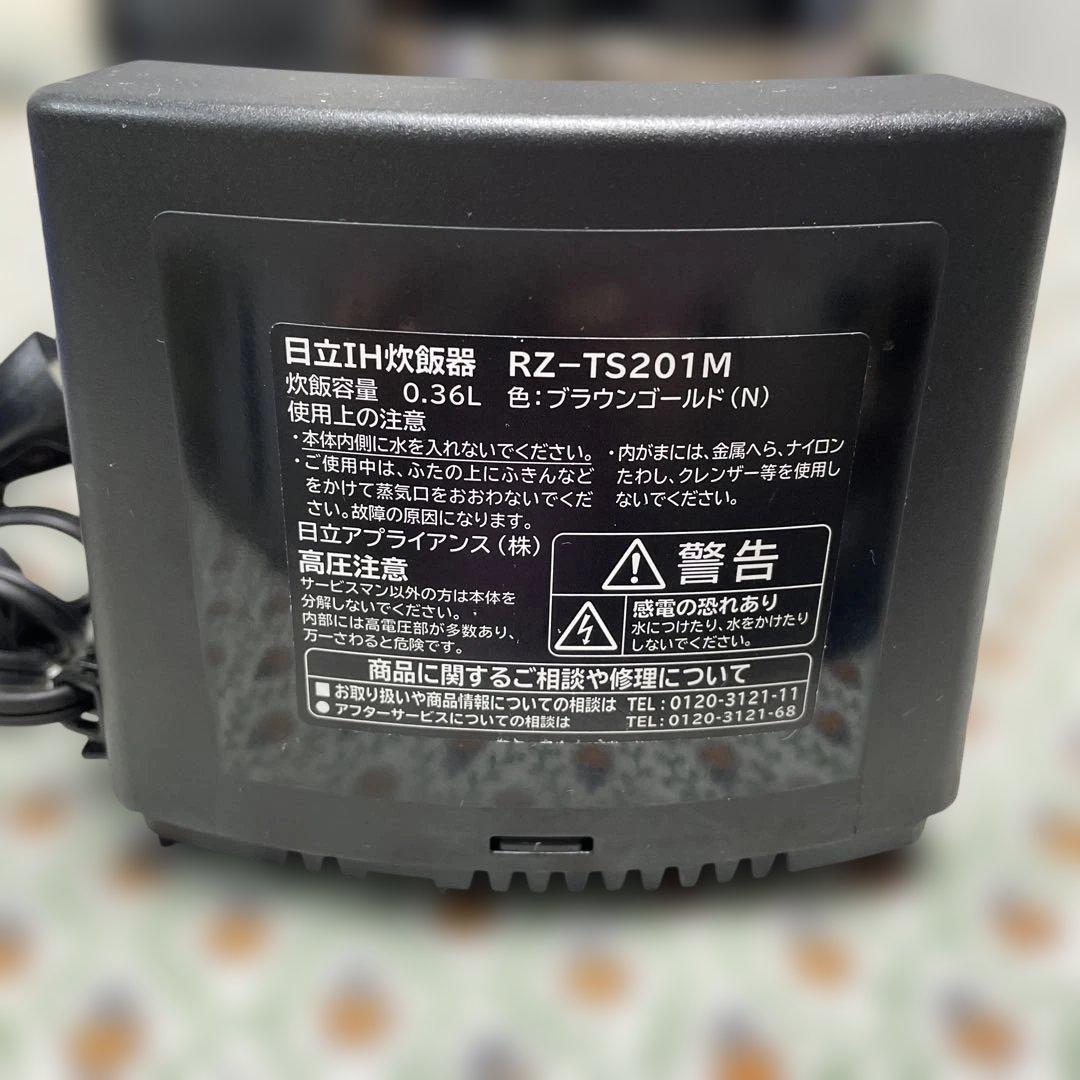 日立IH炊飯器 RZ-TS201M
炊飯容量 0.36L 色：ブラウンゴールド(N)
使用上の注意
・本体内側に水を入れないでください。
・ご使用中は、ふたの上にふきんなど
をかけて蒸気口をおおわないでくだ
さい。故障の原因になります。
・内がまには、金属へら、ナイロン
たわし、クレンザー等を使用し
ないでください。
日立アプライアンス(株)
高圧注意
サービスマン以外の方は本体を
分解しないでください。
内部には高電圧部が多数あり、
万一さわると危険です。
警告
感電の恐れあり
水につけたり、水をかけたり
しないでください。
商品に関するご相談や修理について
■お取り扱いや商品情報についての相談は TEL：0120-3121-11
●アフターサービスについての相談は TEL：0120-3121-68